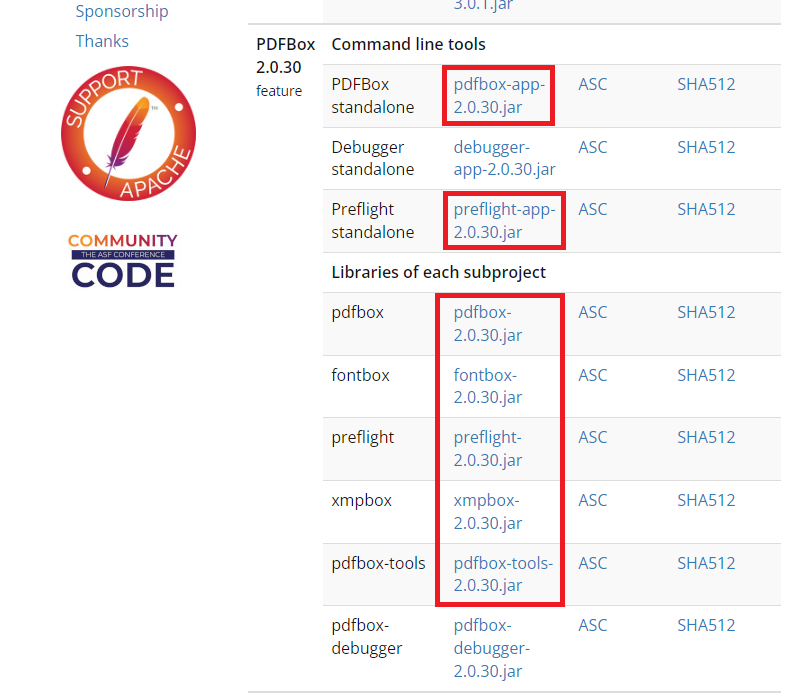 Sponsorship
Thanks
SUPPORT
APACHE
COMMUNITY
THE ASF CONFERENCE
CODE
3.0.1.jar
PDFBox
2.0.30
feature
Command line tools
PDFBox
standalone
pdfbox-app-
2.0.30.jar
ASC
SHA512
Debugger
standalone
debugger-
app-2.0.30.jar
ASC
SHA512
Preflight
standalone
preflight-app-
2.0.30.jar
ASC
SHA512
Libraries of each subproject
pdfbox
pdfbox-
2.0.30.jar
ASC
SHA512
fontbox
fontbox-
2.0.30.jar
ASC
SHA512
preflight
preflight-
2.0.30.jar
ASC
SHA512
xmpbox
xmpbox-
2.0.30.jar
ASC
SHA512
pdfbox-tools
pdfbox-tools-
2.0.30.jar
ASC
SHA512
pdfbox-
debugger
pdfbox-
debugger-
2.0.30.jar
ASC
SHA512